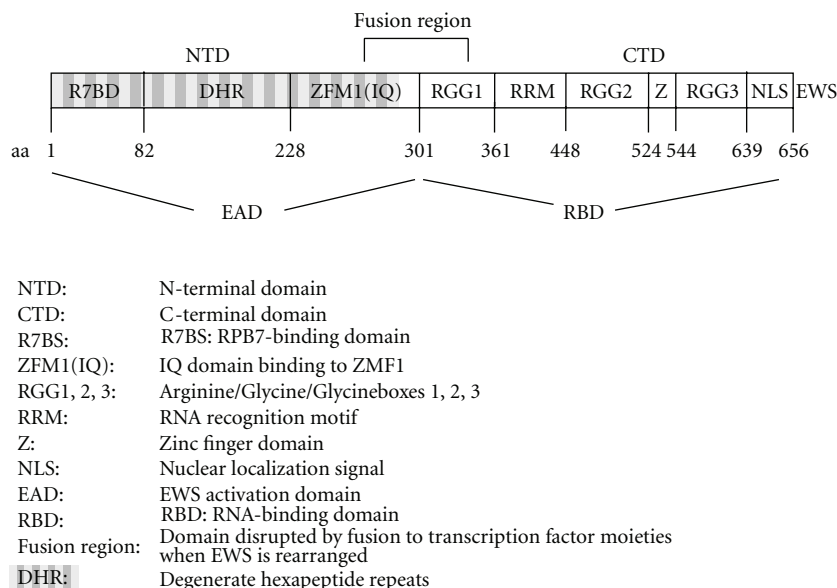 Fusion region
NTD CTD
R7BD DHR ZFM1(IQ) RGG1 RRM RGG2 Z RGG3 NLS EWS
aa 1 82 228 301 361 448 524 544 639 656
EAD RBD
NTD: N-terminal domain
CTD: C-terminal domain
R7BS: R7BS: RPB7-binding domain
ZFM1(IQ): IQ domain binding to ZMF1
RGG1, 2, 3: Arginine/Glycine/Glycineboxes 1, 2, 3
RRM: RNA recognition motif
Z: Zinc finger domain
NLS: Nuclear localization signal
EAD: EWS activation domain
RBD: RBD: RNA-binding domain
Fusion region: Domain disrupted by fusion to transcription factor moieties
when EWS is rearranged
DHR: Degenerate hexapeptide repeats